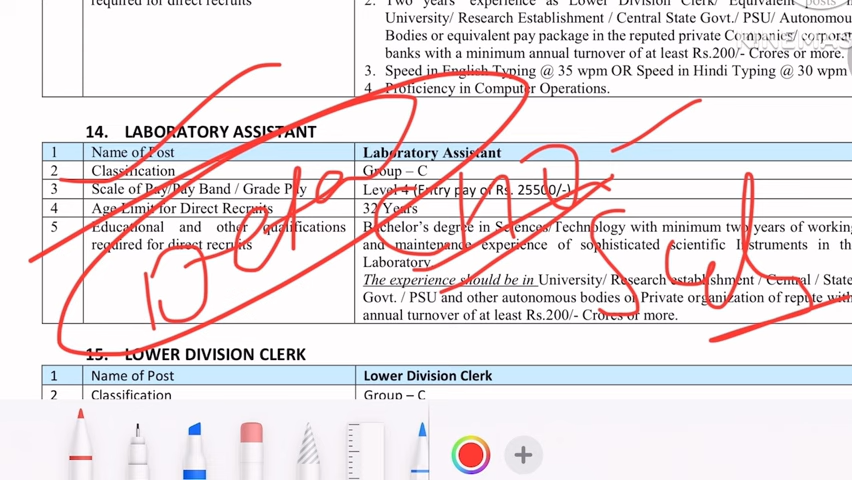 required for direct recruits
2. Two years' experience as Lower Division Clerk/ Equivalent posts in
University/ Research Establishment / Central State Govt./ PSU/ Autonomous
Bodies or equivalent pay package in the reputed private Companies/ corporat
banks with a minimum annual turnover of at least Rs.200/- Crores or more.
3. Speed in English Typing @ 35 wpm OR Speed in Hindi Typing @ 30 wpm
4. Proficiency in Computer Operations.
KINEMAS
14. LABORATORY ASSISTANT
1 Name of Post Laboratory Assistant
2 Classification Group – C
3 Scale of Pay/Pay Band / Grade Pay Level 4 (Entry pay of Rs. 25500/-)
4 Age Limit for Direct Recruits 32 Years
5 Educational and other qualifications required for direct recruits
Bachelor's degree in Sciences/Technology with minimum two years of working
and maintenance experience of sophisticated scientific Instruments in the
Laboratory
The experience should be in University/ Research establishment / Central / State
Govt. / PSU and other autonomous bodies or Private organization of repute with
annual turnover of at least Rs.200/- Crores or more.
15. LOWER DIVISION CLERK
1 Name of Post Lower Division Clerk
2 Classification Group – C